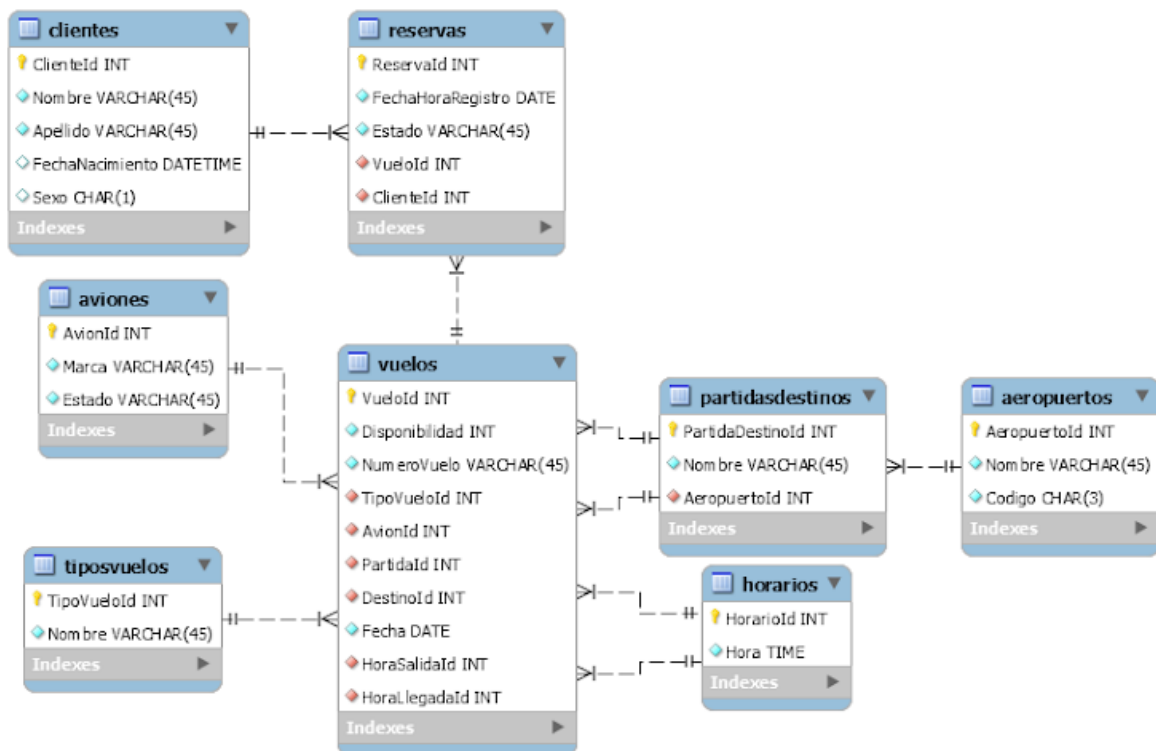 clientes
ClienteId INT
Nombre VARCHAR(45)
Apellido VARCHAR(45)
FechaNacimiento DATETIME
Sexo CHAR(1)
Indexes
reservas
ReservaId INT
FechaHoraRegistro DATE
Estado VARCHAR(45)
VueloId INT
ClienteId INT
Indexes
aviones
AvionId INT
Marca VARCHAR(45)
Estado VARCHAR(45)
Indexes
vuelos
VueloId INT
Disponibilidad INT
NumeroVuelo VARCHAR(45)
TipoVueloId INT
AvionId INT
PartidaId INT
DestinoId INT
Fecha DATE
HoraSalidaId INT
HoraLlegadaId INT
Indexes
partidasdestinos
PartidaDestinoId INT
Nombre VARCHAR(45)
AeropuertoId INT
Indexes
aeropuertos
AeropuertoId INT
Nombre VARCHAR(45)
Codigo CHAR(3)
Indexes
tiposvuelos
TipoVueloId INT
Nombre VARCHAR(45)
Indexes
horarios
HorarioId INT
Hora TIME
Indexes